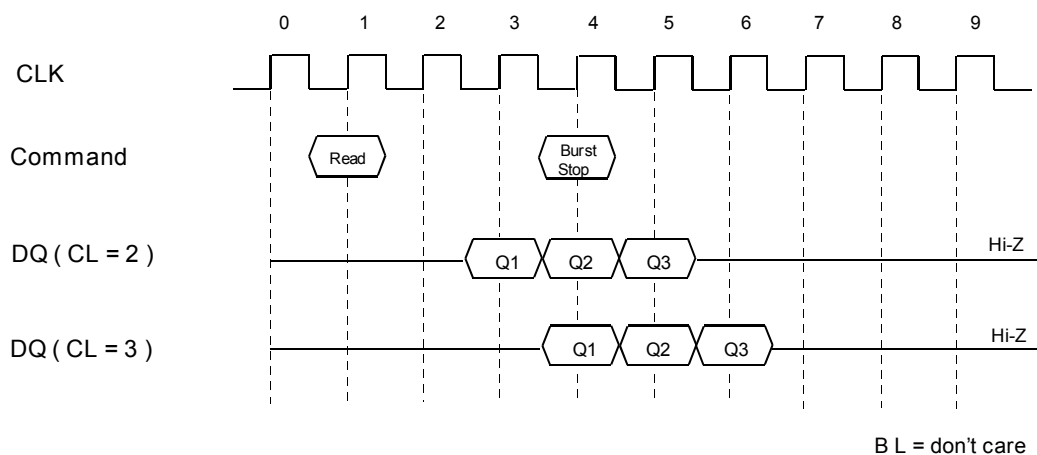 0 1 2 3 4 5 6 7 8 9
CLK
Command
Read
Burst
Stop
DQ ( CL = 2 )
Q1 Q2 Q3
Hi-Z
DQ ( CL = 3 )
Q1 Q2 Q3
Hi-Z
B L = don't care